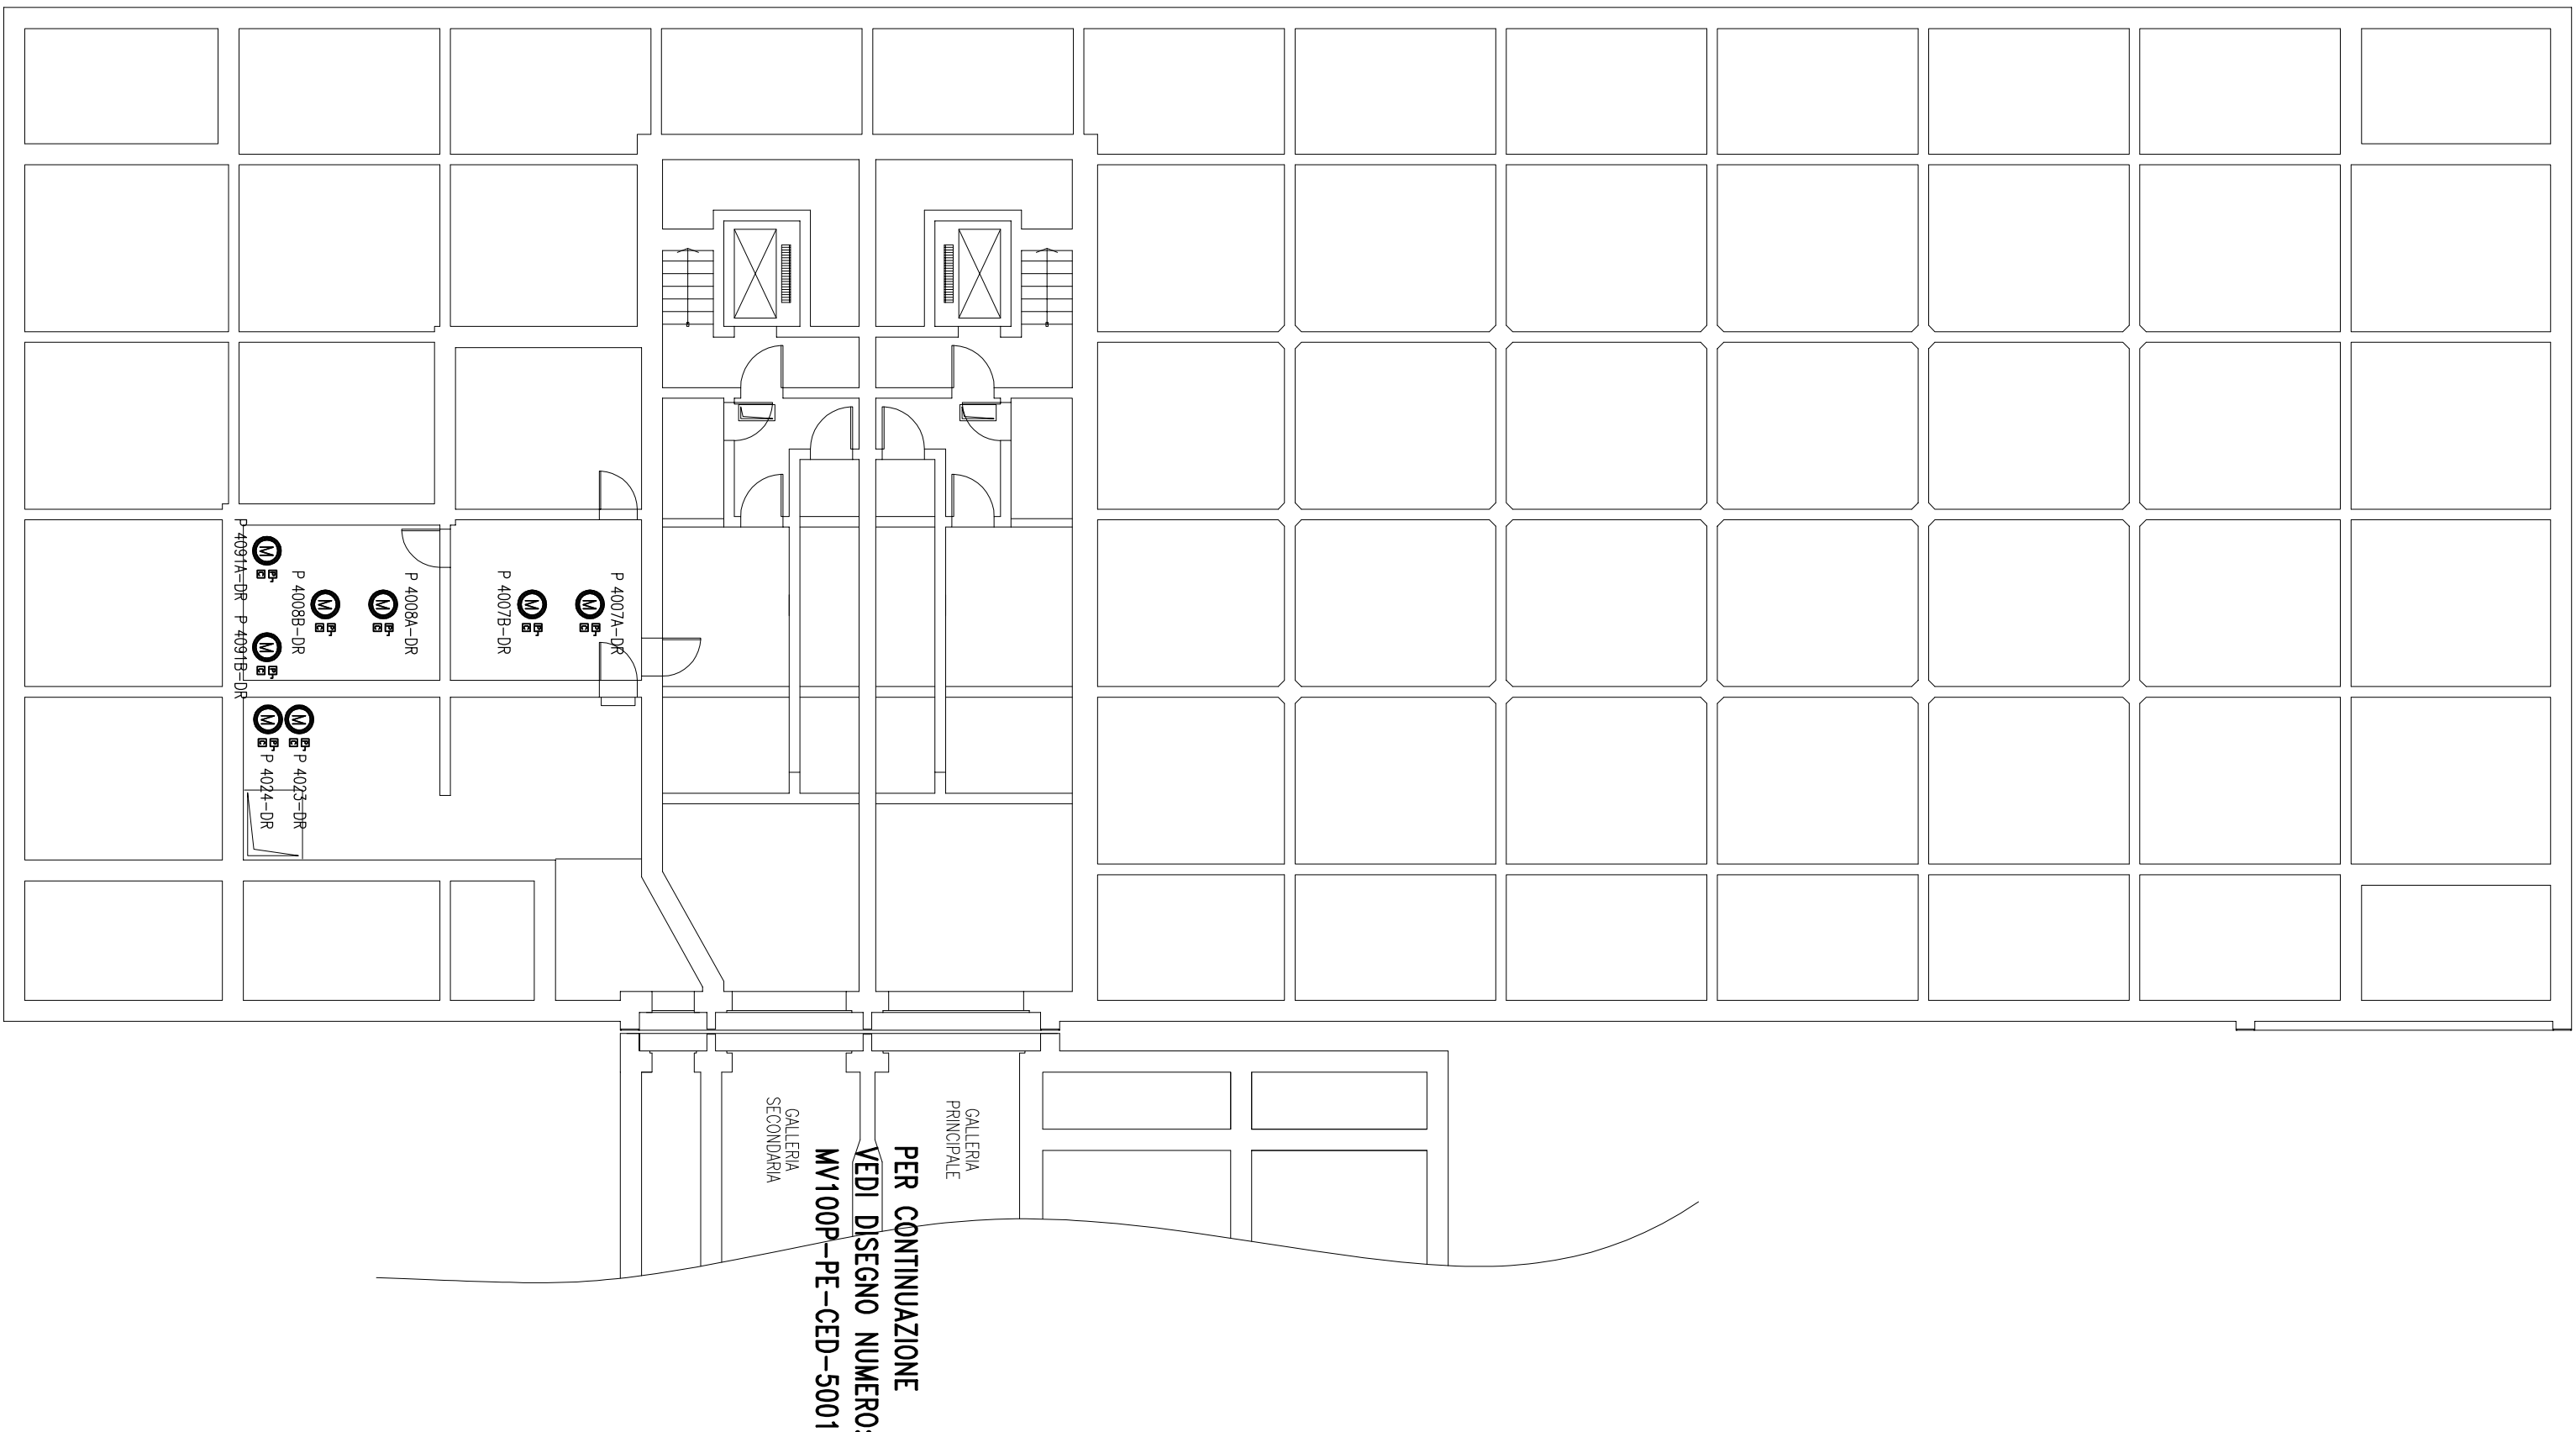 P 4091A-DR
P 4091B-DR
P 4008B-DR
P 4008A-DR
P 4007B-DR
P 4007A-DR
M
M
M
M
M
M
M
M
P 4024-DR
P 4023-DR
GALLERIA
SECONDARIA
GALLERIA
PRINCIPALE
PER CONTINUAZIONE
VEDI DISEGNO NUMERO:
MV100P-PE-CED-5001